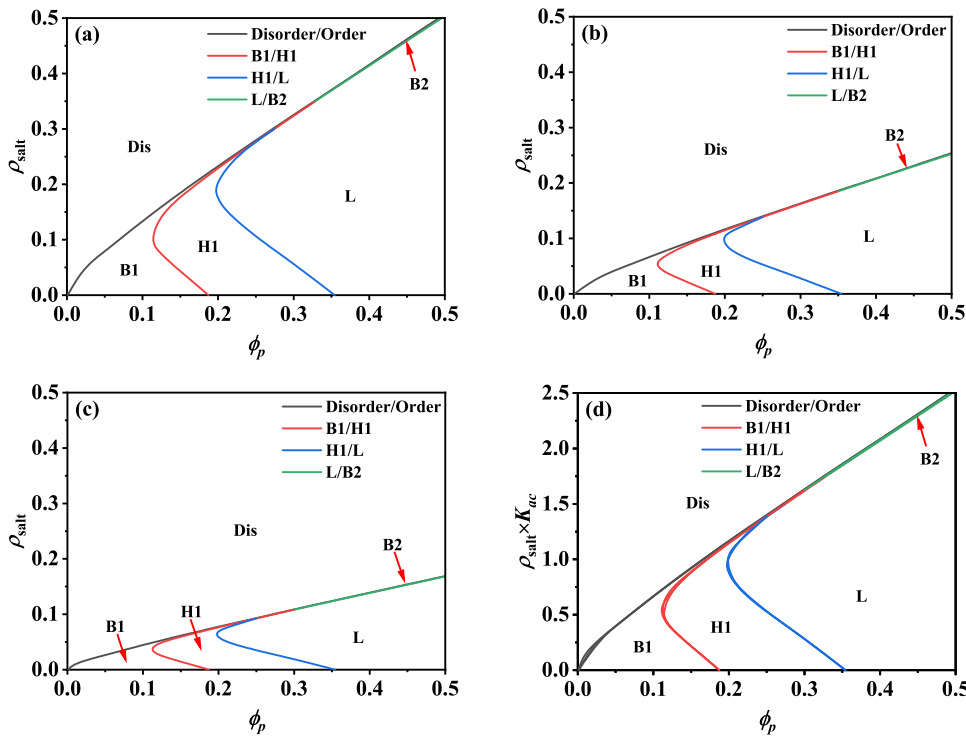 (a)
Disorder/Order
B1/H1
H1/L
L/B2
B2
Dis
L
H1
B1
ρsalt
0.5
0.4
0.3
0.2
0.1
0.0
0.0 0.1 0.2 0.3 0.4 0.5
ϕp
(b)
Disorder/Order
B1/H1
H1/L
L/B2
B2
Dis
L
H1
B1
ρsalt
0.5
0.4
0.3
0.2
0.1
0.0
0.0 0.1 0.2 0.3 0.4 0.5
ϕp
(c)
Disorder/Order
B1/H1
H1/L
L/B2
Dis
B2
B1
H1
L
ρsalt
0.5
0.4
0.3
0.2
0.1
0.0
0.0 0.1 0.2 0.3 0.4 0.5
ϕp
(d)
Disorder/Order
B1/H1
H1/L
L/B2
B2
Dis
L
H1
B1
ρsalt×Kac
2.5
2.0
1.5
1.0
0.5
0.0
0.0 0.1 0.2 0.3 0.4 0.5
ϕp